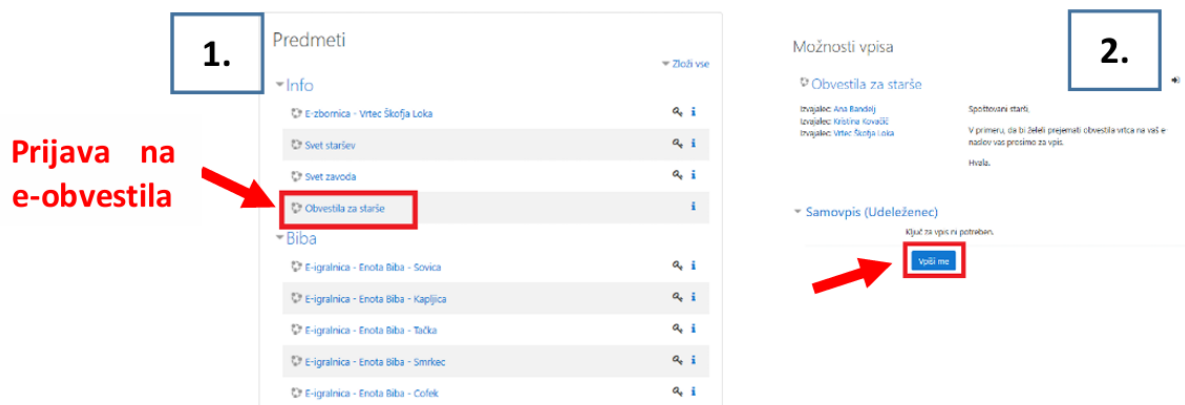 1.
Prijava na
e-obvestila
Predmeti
Zloži vse
Info
E-zbornica - Vrtec Škofja Loka
Svet staršev
Svet zavoda
Obvestila za starše
Biba
E-igralnica - Enota Biba - Sovica
E-igralnica - Enota Biba - Kapljica
E-igralnica - Enota Biba - Tačka
E-igralnica - Enota Biba - Smrkec
E-igralnica - Enota Biba - Cofek
2.
Možnosti vpisa
Obvestila za starše
Izvajalec: Ana Bandelj
Izvajalec: Kristina Kovačič
Izvajalec: Vrtec Škofja Loka
Spoštovani starši,
V primeru, da bi želeli prejemati obvestila vrtca na vaš e-
naslov vas prosimo za vpis.
Hvala.
Samovpis (Udeleženec)
Ključ za vpis ni potreben.
Vpiši me